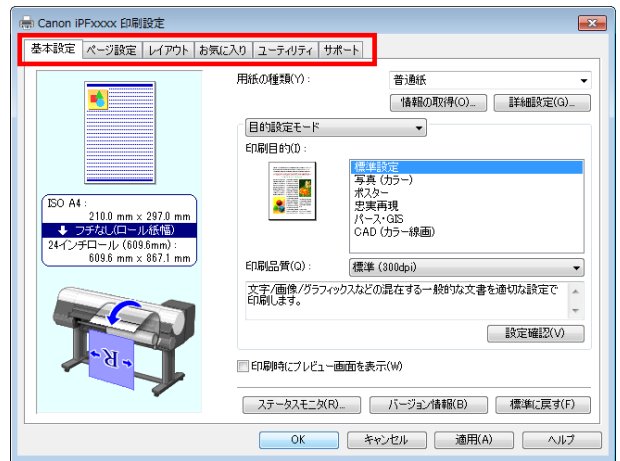 Canon iPFxxxx 印刷設定
基本設定 ページ設定 レイアウト お気に入り ユーティリティ サポート
用紙の種類(Y)： 普通紙
情報の取得(O)... 詳細設定(G)...
目的設定モード
印刷目的(I)：
標準設定
写真 (カラー)
ポスター
忠実再現
パース・GIS
CAD (カラー線画)
ISO A4：
210.0 mm x 297.0 mm
フチなし(ロール紙幅)
24インチロール (609.6mm)：
609.6 mm x 867.1 mm
印刷品質(Q)： 標準 (300dpi)
文字/画像/グラフィックスなどの混在する一般的な文書を適切な設定で
印刷します。
設定確認(V)
R
印刷時にプレビュー画面を表示(W)
ステータスモニタ(R)... バージョン情報(B) 標準に戻す(F)
OK キャンセル 適用(A) ヘルプ